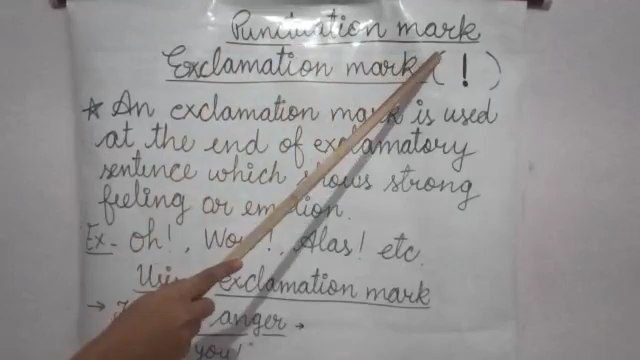 Punctuation mark
Exclamation mark ( ! )
* An exclamation mark is used
at the end of exclamatory
sentence which shows strong
feeling or emotion.
Ex- Oh!, Wow!, Alas! etc.
exclamation mark
→ anger →
you!